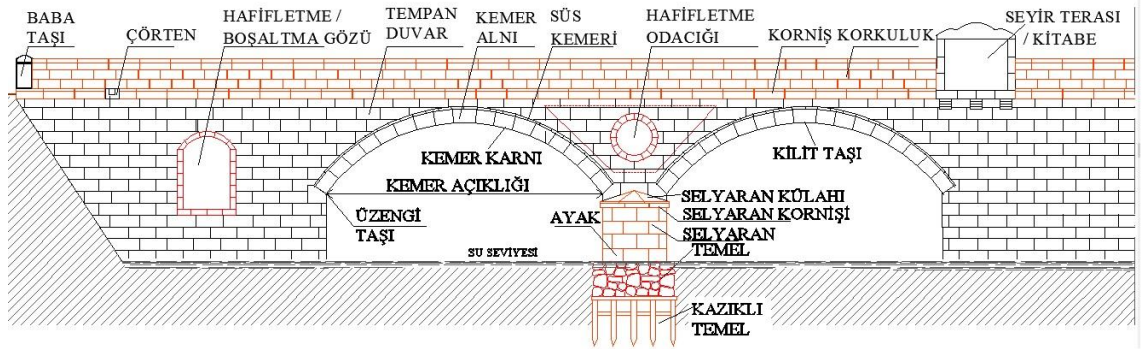 BABA
TAŞI
ÇÖRTEN
HAFİFLETME /
BOŞALTMA GÖZÜ
TEMPAN
DUVAR
KEMER
ALNI
SÜS
KEMERİ
HAFİFLETME
ODACIĞI
KORNİŞ KORKULUK
SEYİR TERASI
/ KİTABE
KEMER KARNI
KİLİT TAŞI
KEMER AÇIKLIĞI
SELYARAN KÜLAHI
ÜZENGİ
TAŞI
AYAK
SELYARAN KORNİŞİ
SELYARAN
TEMEL
SU SEVİYESİ
KAZIKLI
TEMEL